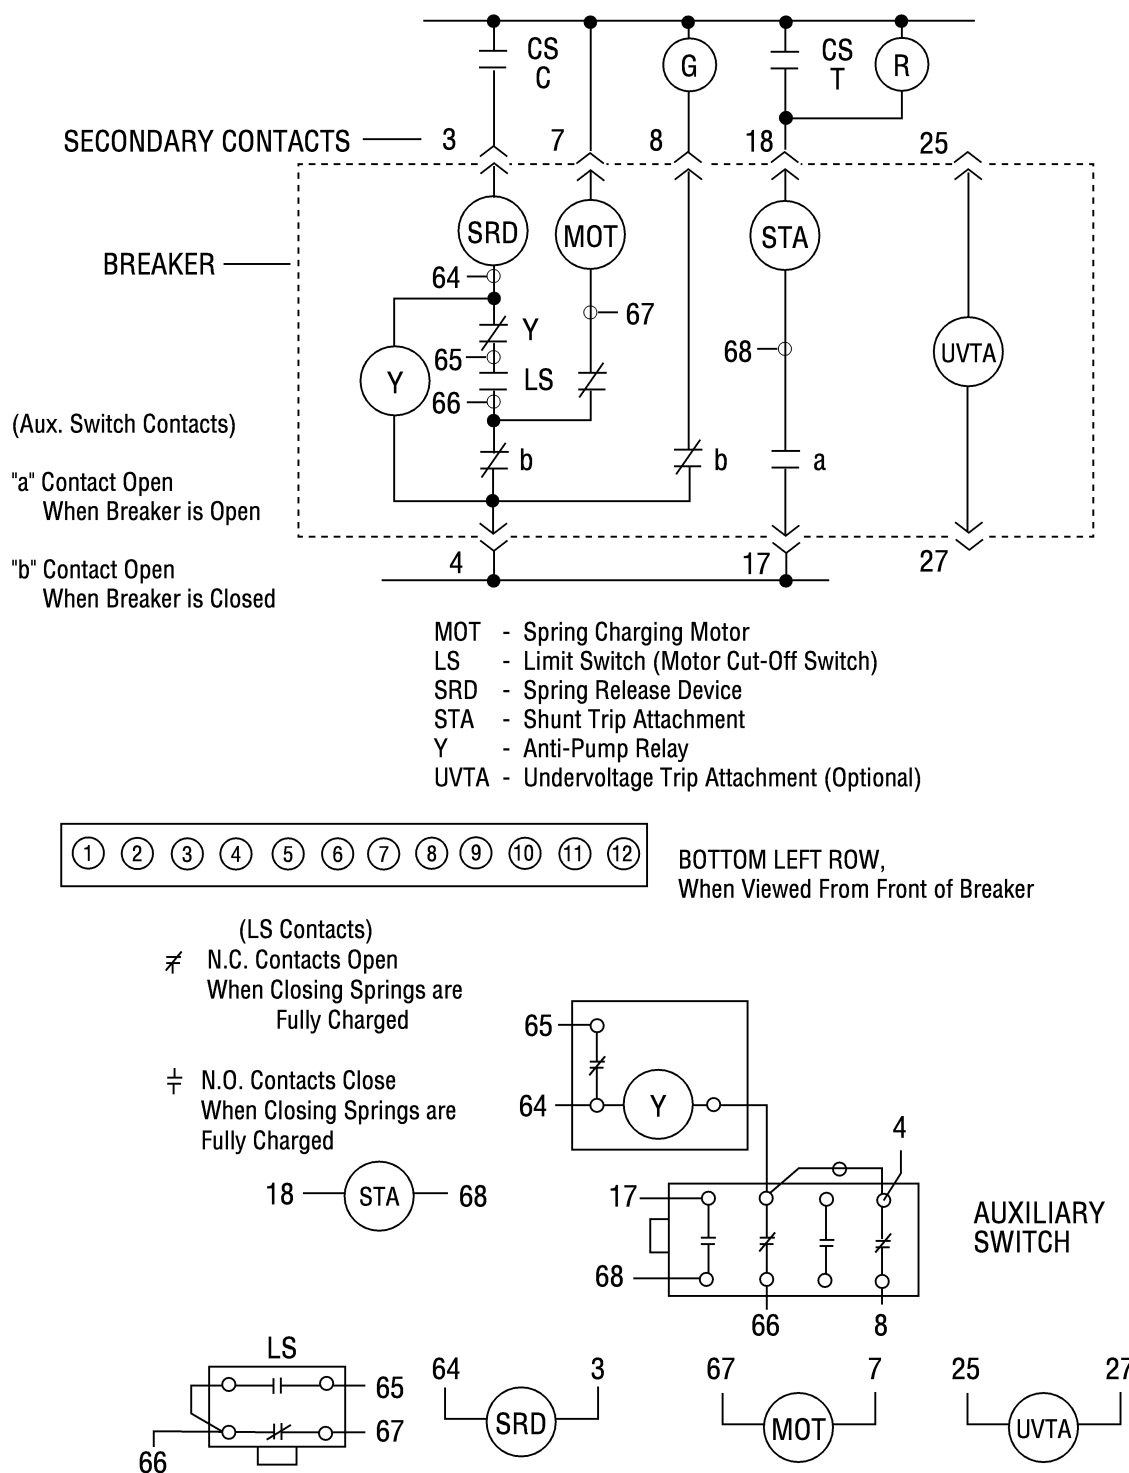 CS
C
G
CS
T
R
SECONDARY CONTACTS
3
7
8
18
25
BREAKER
SRD
MOT
STA
UVTA
64
Y
67
65
LS
68
Y
66
b
b
a
(Aux. Switch Contacts)
"a" Contact Open
When Breaker is Open
"b" Contact Open
When Breaker is Closed
4
17
27
MOT - Spring Charging Motor
LS - Limit Switch (Motor Cut-Off Switch)
SRD - Spring Release Device
STA - Shunt Trip Attachment
Y - Anti-Pump Relay
UVTA - Undervoltage Trip Attachment (Optional)
1 2 3 4 5 6 7 8 9 10 11 12
BOTTOM LEFT ROW,
When Viewed From Front of Breaker
(LS Contacts)
N.C. Contacts Open
When Closing Springs are
Fully Charged
N.O. Contacts Close
When Closing Springs are
Fully Charged
65
64
Y
18
STA
68
4
17
68
66
8
AUXILIARY
SWITCH
LS
65
67
66
64
3
SRD
67
7
MOT
25
27
UVTA